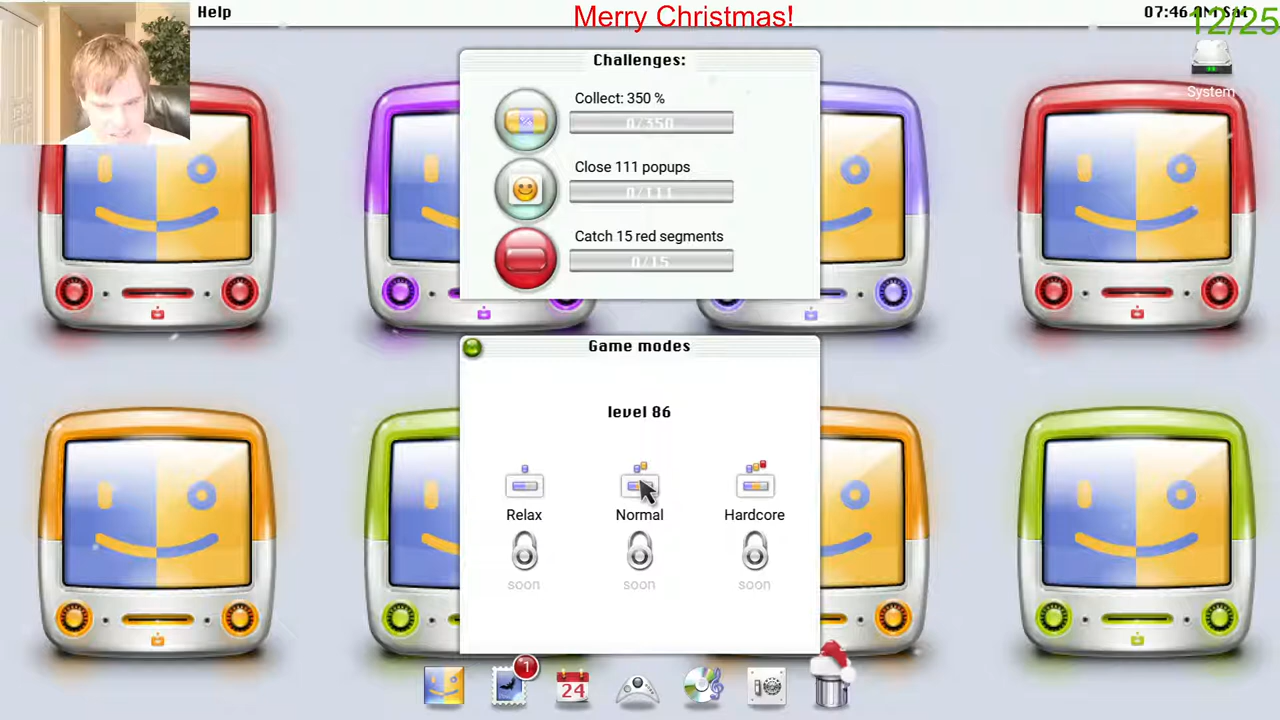 Help
Merry Christmas!
07:46 AM Sat
12/25
System
Challenges:
Collect: 350 %
0/350
Close 111 popups
0/111
Catch 15 red segments
0/15
Game modes
level 86
Relax
Normal
Hardcore
soon
soon
soon
1
24